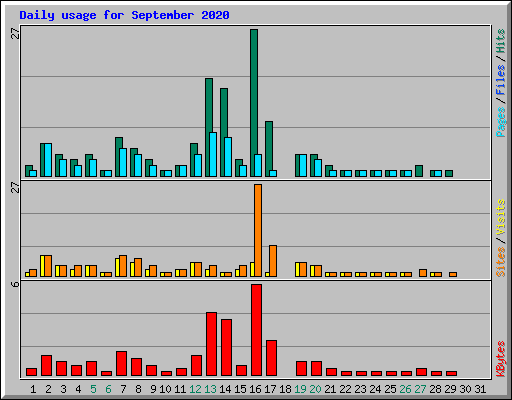 Daily usage for September 2020
27
Pages/Files/Hits
27
Sites/Visits
6
KBytes
1 2 3 4 5 6 7 8 9 10 11 12 13 14 15 16 17 18 19 20 21 22 23 24 25 26 27 28 29 30 31